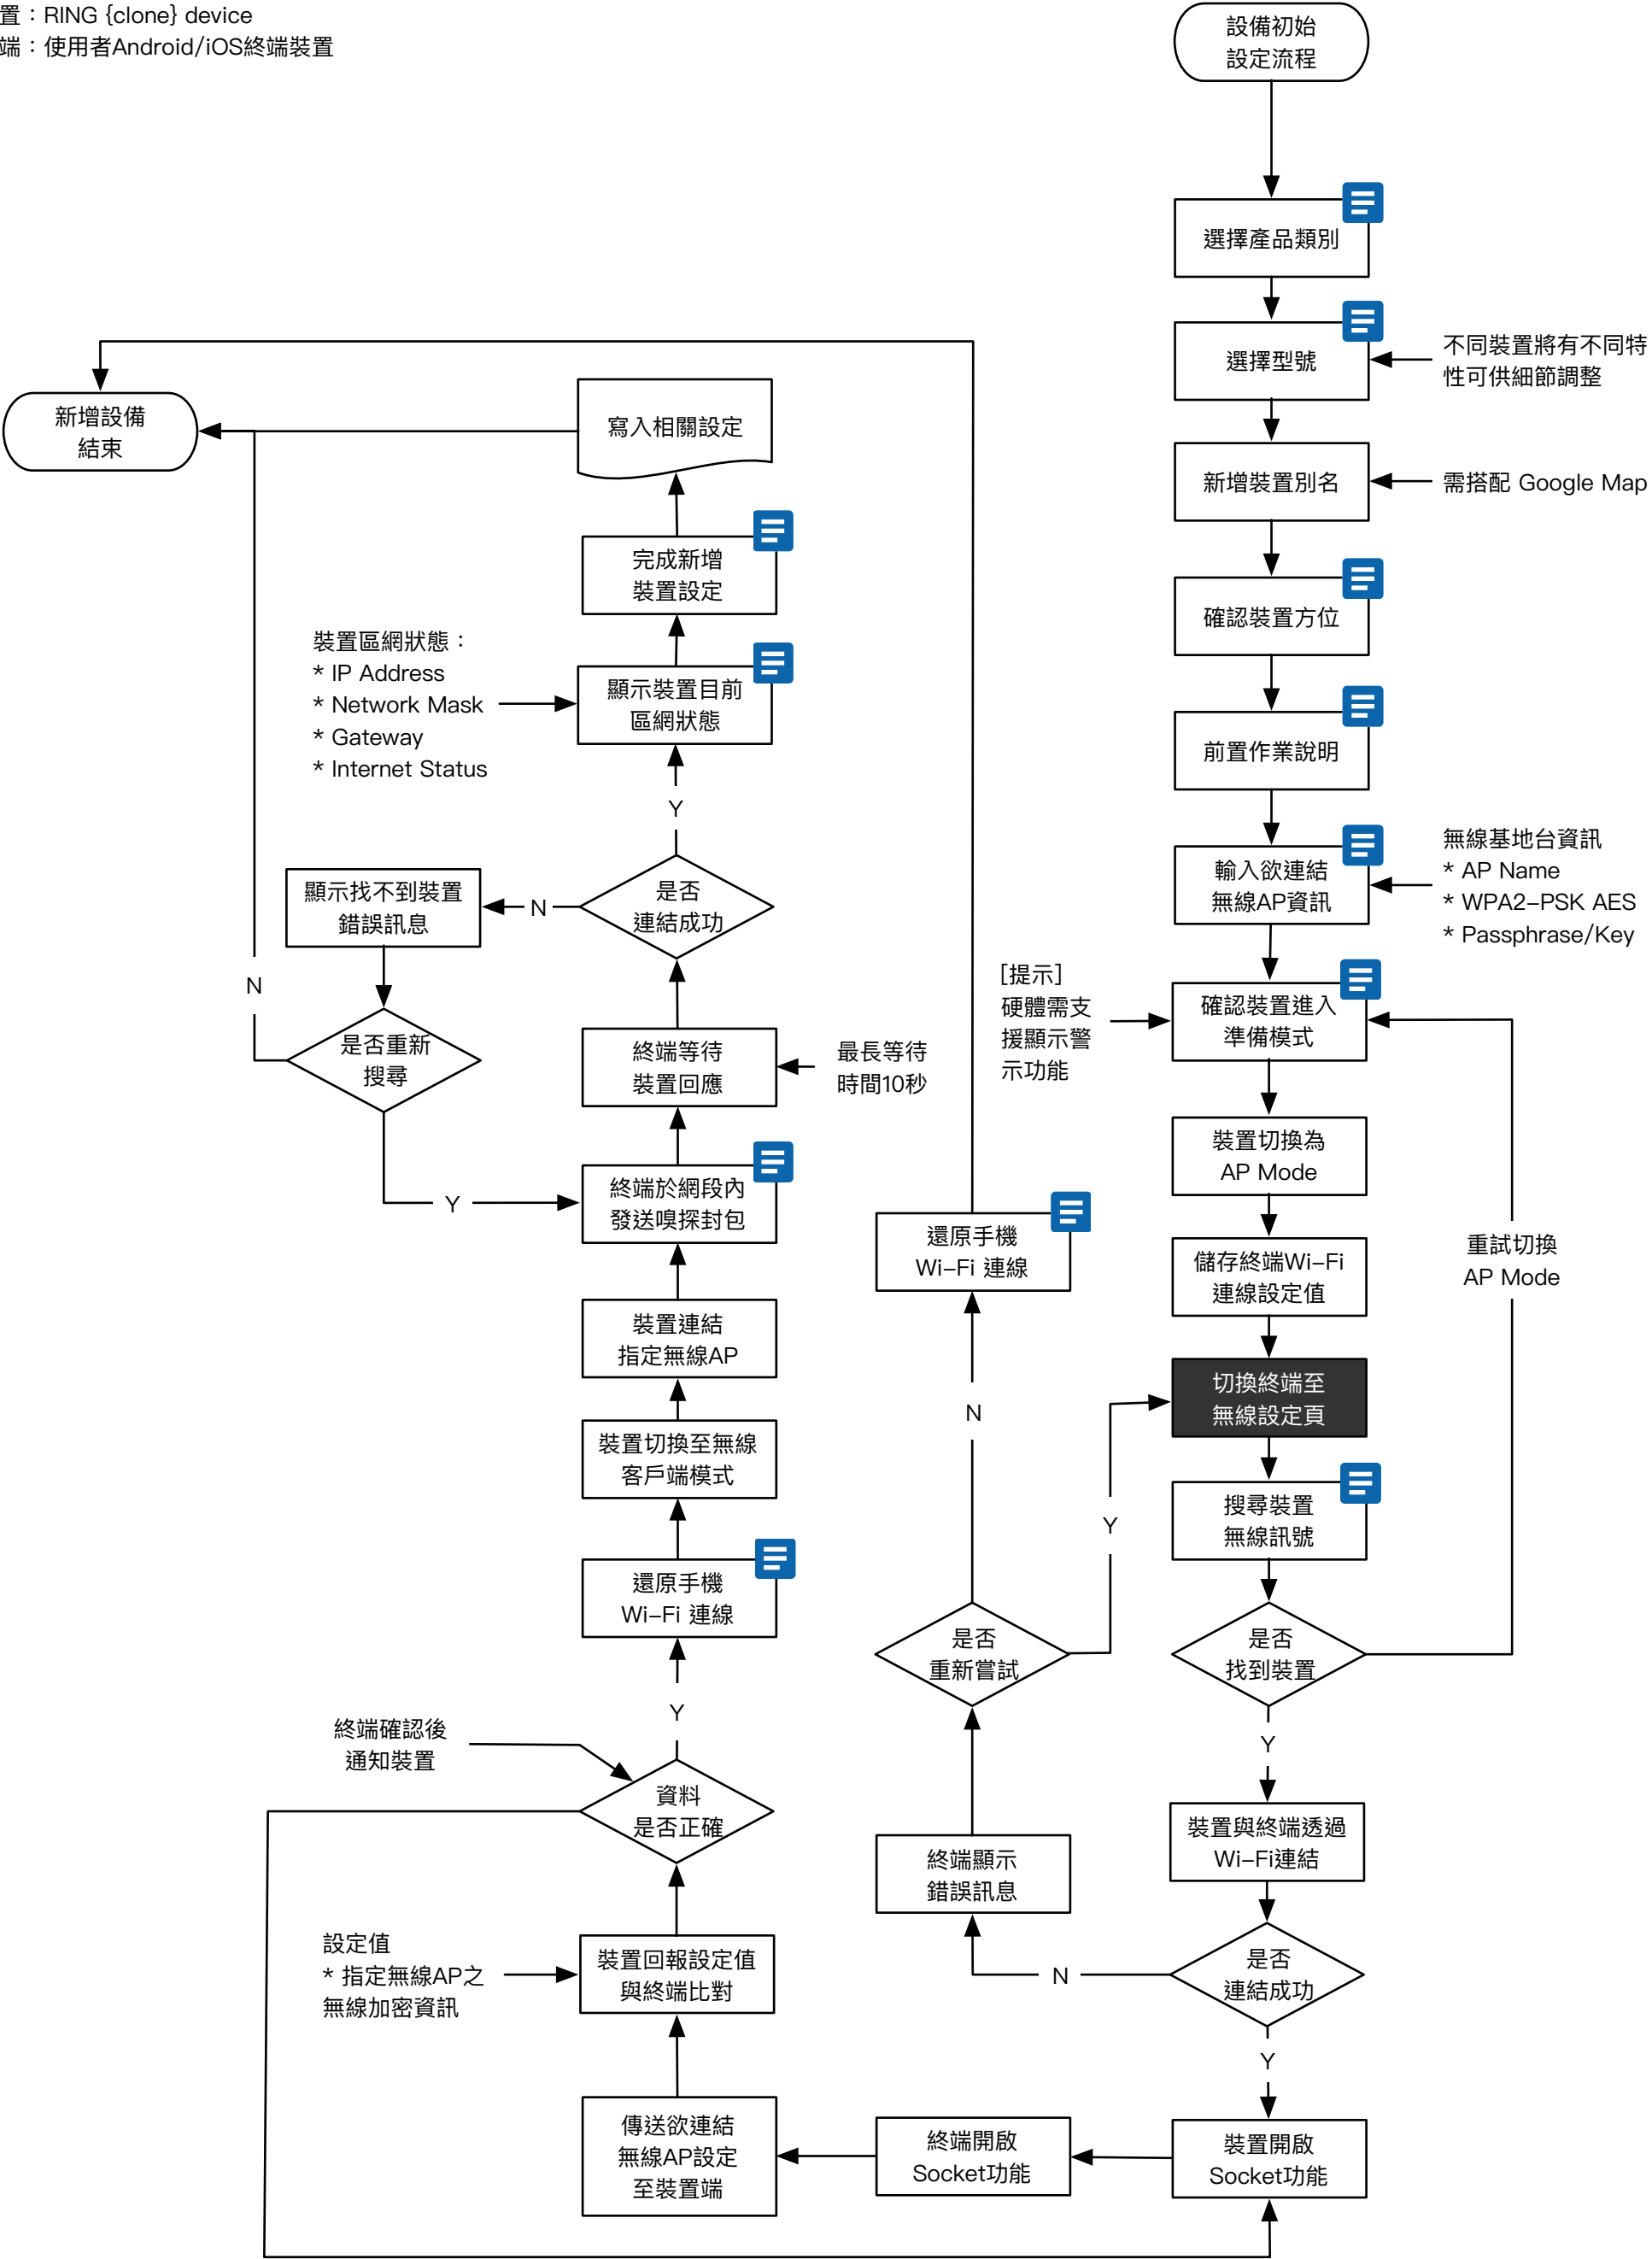 置：RING {clone} device
端：使用者Android/iOS終端裝置
設備初始
設定流程
選擇產品類別
選擇型號
不同裝置將有不同特
性可供細節調整
新增裝置別名
需搭配 Google Map
確認裝置方位
前置作業說明
輸入欲連結
無線AP資訊
無線基地台資訊
* AP Name
* WPA2-PSK AES
* Passphrase/Key
確認裝置進入
準備模式
[提示]
硬體需支
援顯示警
示功能
裝置切換為
AP Mode
儲存終端Wi-Fi
連線設定值
切換終端至
無線設定頁
搜尋裝置
無線訊號
是否
找到裝置
重試切換
AP Mode
Y
裝置與終端透過
Wi-Fi連結
是否
連結成功
N
終端顯示
錯誤訊息
是否
重新嘗試
Y
N
還原手機
Wi-Fi 連線
Y
裝置開啟
Socket功能
終端開啟
Socket功能
傳送欲連結
無線AP設定
至裝置端
裝置回報設定值
與終端比對
設定值
* 指定無線AP之
無線加密資訊
資料
是否正確
終端確認後
通知裝置
Y
還原手機
Wi-Fi 連線
裝置切換至無線
客戶端模式
裝置連結
指定無線AP
終端於網段內
發送嗅探封包
終端等待
裝置回應
最長等待
時間10秒
是否
連結成功
N
顯示找不到裝置
錯誤訊息
是否重新
搜尋
N
Y
Y
顯示裝置目前
區網狀態
裝置區網狀態：
* IP Address
* Network Mask
* Gateway
* Internet Status
完成新增
裝置設定
寫入相關設定
新增設備
結束